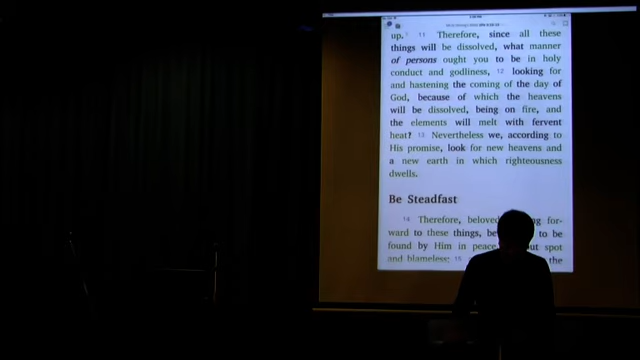 up. 11 Therefore, since all these
things will be dissolved, what manner
of persons ought you to be in holy
conduct and godliness, 12 looking for
and hastening the coming of the day of
God, because of which the heavens
will be dissolved, being on fire, and
the elements will melt with fervent
heat? 13 Nevertheless we, according to
His promise, look for new heavens and
a new earth in which righteousness
dwells.
Be Steadfast
14 Therefore, beloved, for-
ward to these things, to be
found by Him in peace, spot
and blameless; 15 the